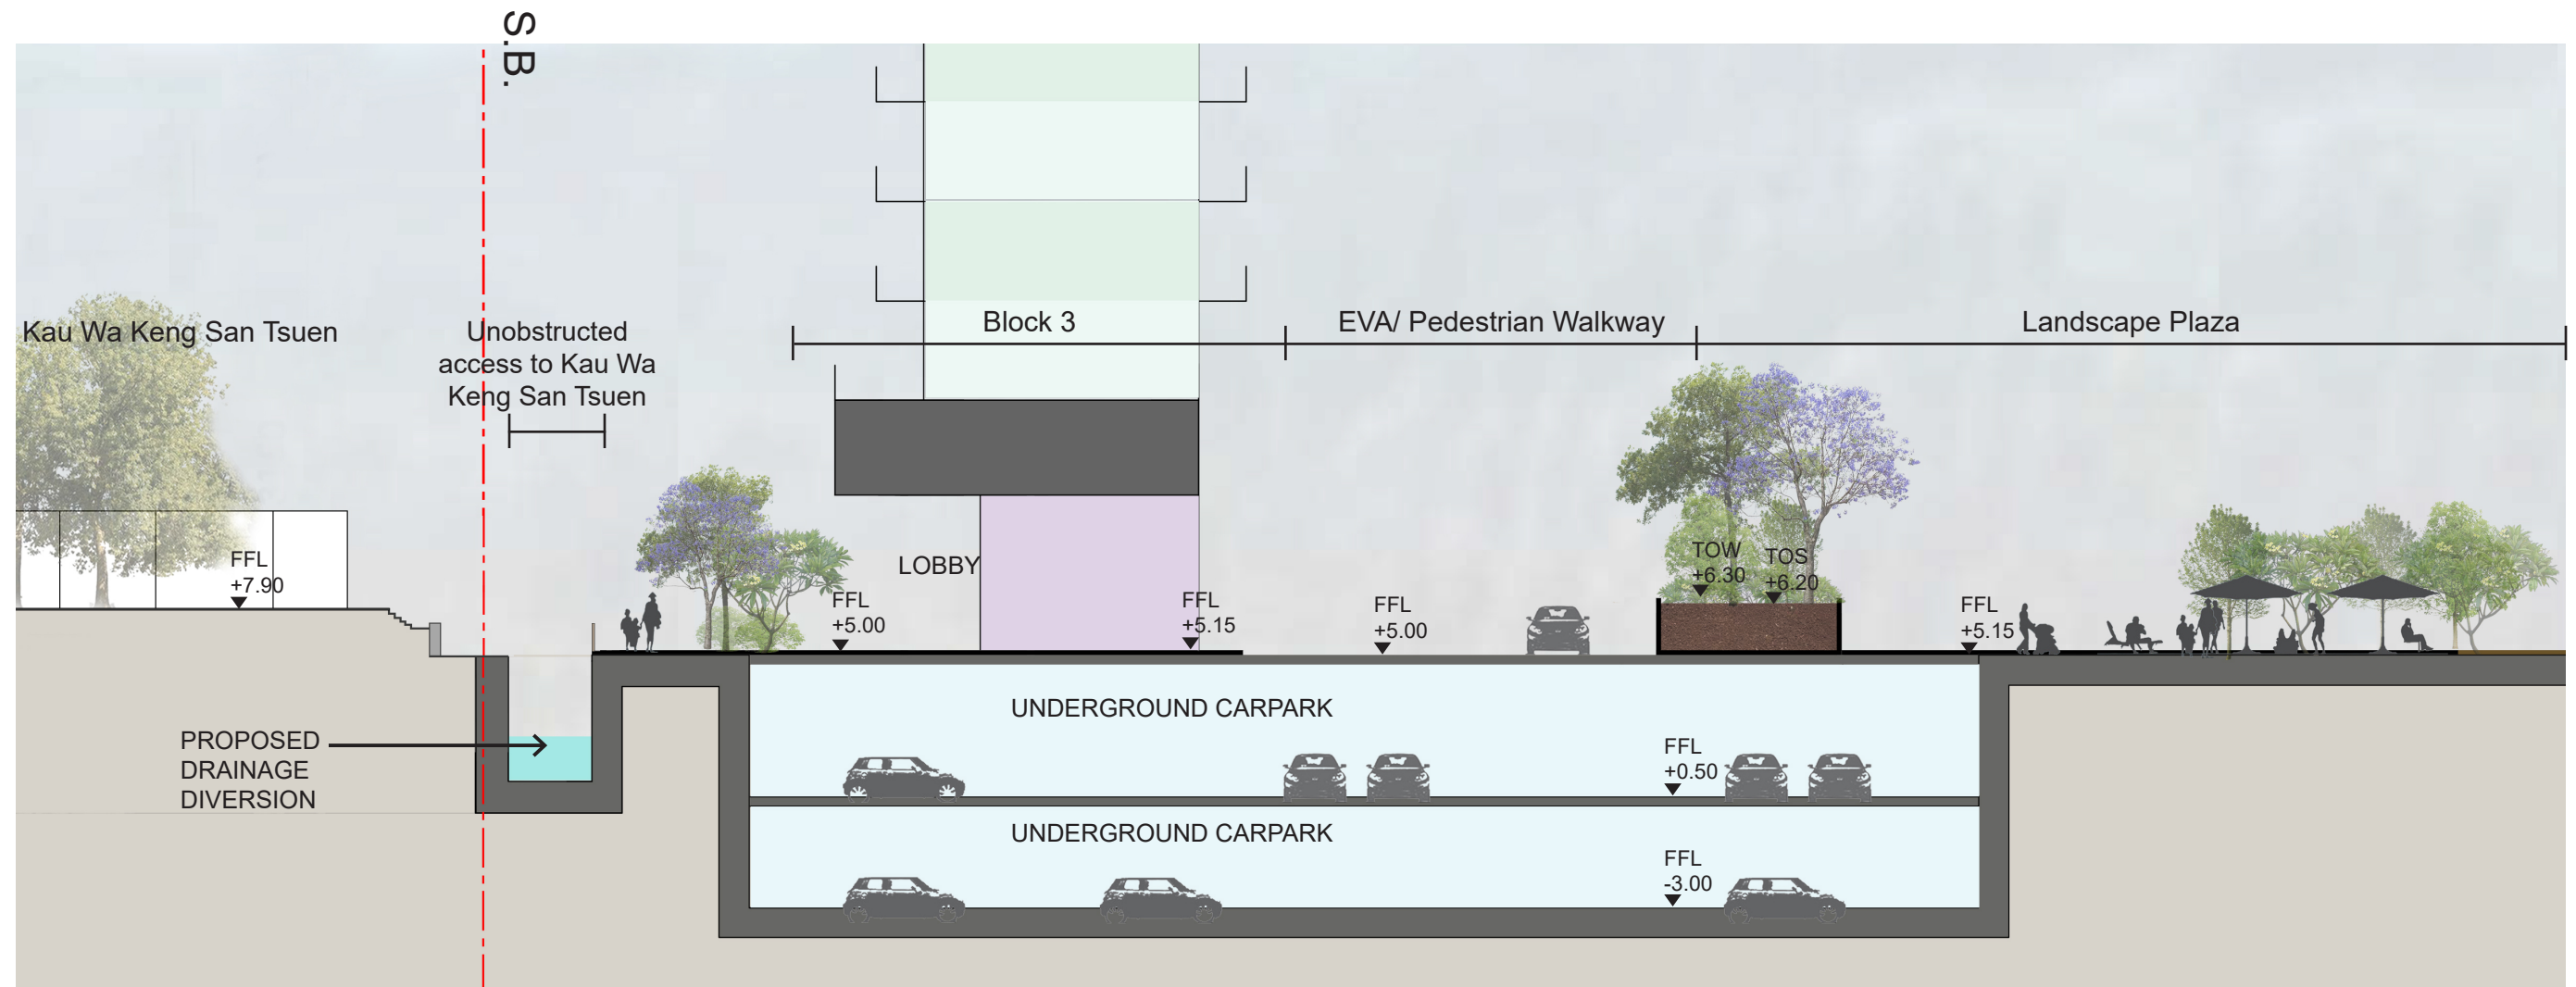 S.B.
Kau Wa Keng San Tsuen
Unobstructed
access to Kau Wa
Keng San Tsuen
Block 3
EVA/ Pedestrian Walkway
Landscape Plaza
FFL
+7.90
LOBBY
FFL
+5.00
FFL
+5.15
FFL
+5.00
TOW
+6.30
TOS
+6.20
FFL
+5.15
PROPOSED
DRAINAGE
DIVERSION
UNDERGROUND CARPARK
FFL
+0.50
UNDERGROUND CARPARK
FFL
-3.00